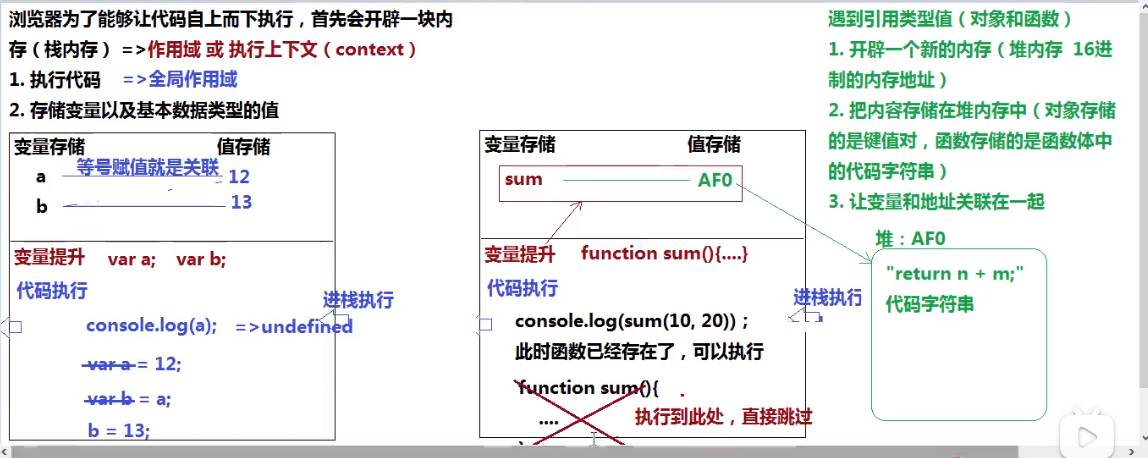 浏览器为了能够让代码自上而下执行，首先会开辟一块内
存（栈内存）=>作用域 或 执行上下文（context）
1. 执行代码 =>全局作用域
2. 存储变量以及基本数据类型的值
变量存储 值存储
等号赋值就是关联
a 12
b 13
变量提升 var a; var b;
代码执行
进栈执行
console.log(a); =>undefined
var a = 12;
var b = a;
b = 13;
变量存储 值存储
sum AF0
变量提升 function sum(){....}
代码执行
进栈执行
console.log(sum(10, 20)) ;
此时函数已经存在了，可以执行
function sum(){
....
执行到此处，直接跳过
}
遇到引用类型值（对象和函数）
1. 开辟一个新的内存（堆内存 16进
制的内存地址）
2. 把内容存储在堆内存中（对象存储
的是键值对，函数存储的是函数体中
的代码字符串）
3. 让变量和地址关联在一起
堆：AF0
"return n + m;"
代码字符串